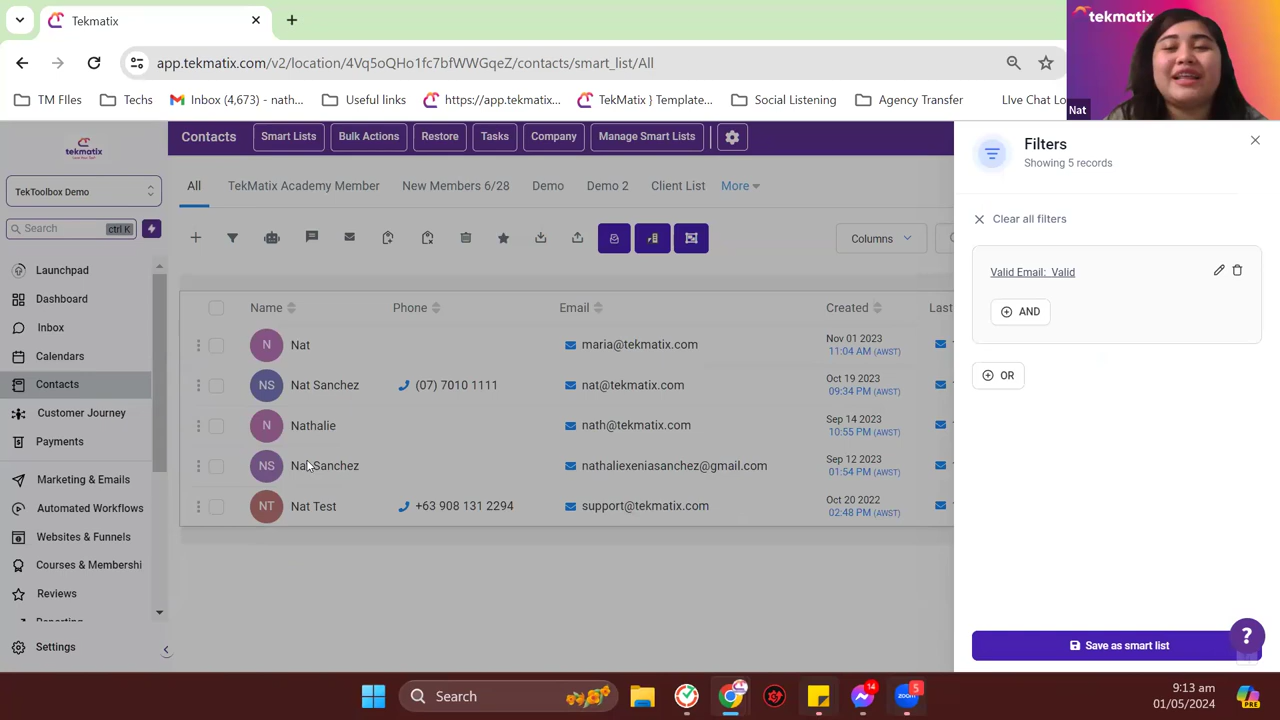 Tekmatix
tekmatix
app.tekmatix.com/v2/location/4Vq5oQHo1fc7bfWWGqeZ/contacts/smart_list/All
TM FIles
Techs
Inbox (4,673) – nath...
Useful links
https://app.tekmatix...
TekMatix } Template...
Social Listening
Agency Transfer
LIve Chat Lo
Nat
tekmatix
Contacts
Smart Lists
Bulk Actions
Restore
Tasks
Company
Manage Smart Lists
TekToolbox Demo
Search
ctrl K
Launchpad
Dashboard
Inbox
Calendars
Contacts
Customer Journey
Payments
Marketing & Emails
Automated Workflows
Websites & Funnels
Courses & Membershi
Reviews
Settings
All
TekMatix Academy Member
New Members 6/28
Demo
Demo 2
Client List
More
Columns
Name
Phone
Email
Created
Last
N
Nat
maria@tekmatix.com
Nov 01 2023
11:04 AM (AWST)
NS
Nat Sanchez
(07) 7010 1111
nat@tekmatix.com
Oct 19 2023
09:34 PM (AWST)
N
Nathalie
nath@tekmatix.com
Sep 14 2023
10:55 PM (AWST)
NS
Nat Sanchez
nathaliexeniasanchez@gmail.com
Sep 12 2023
01:54 PM (AWST)
NT
Nat Test
+63 908 131 2294
support@tekmatix.com
Oct 20 2022
02:48 PM (AWST)
Filters
Showing 5 records
Clear all filters
Valid Email: Valid
AND
OR
Save as smart list
?
Search
14
5
9:13 am
01/05/2024
PRE